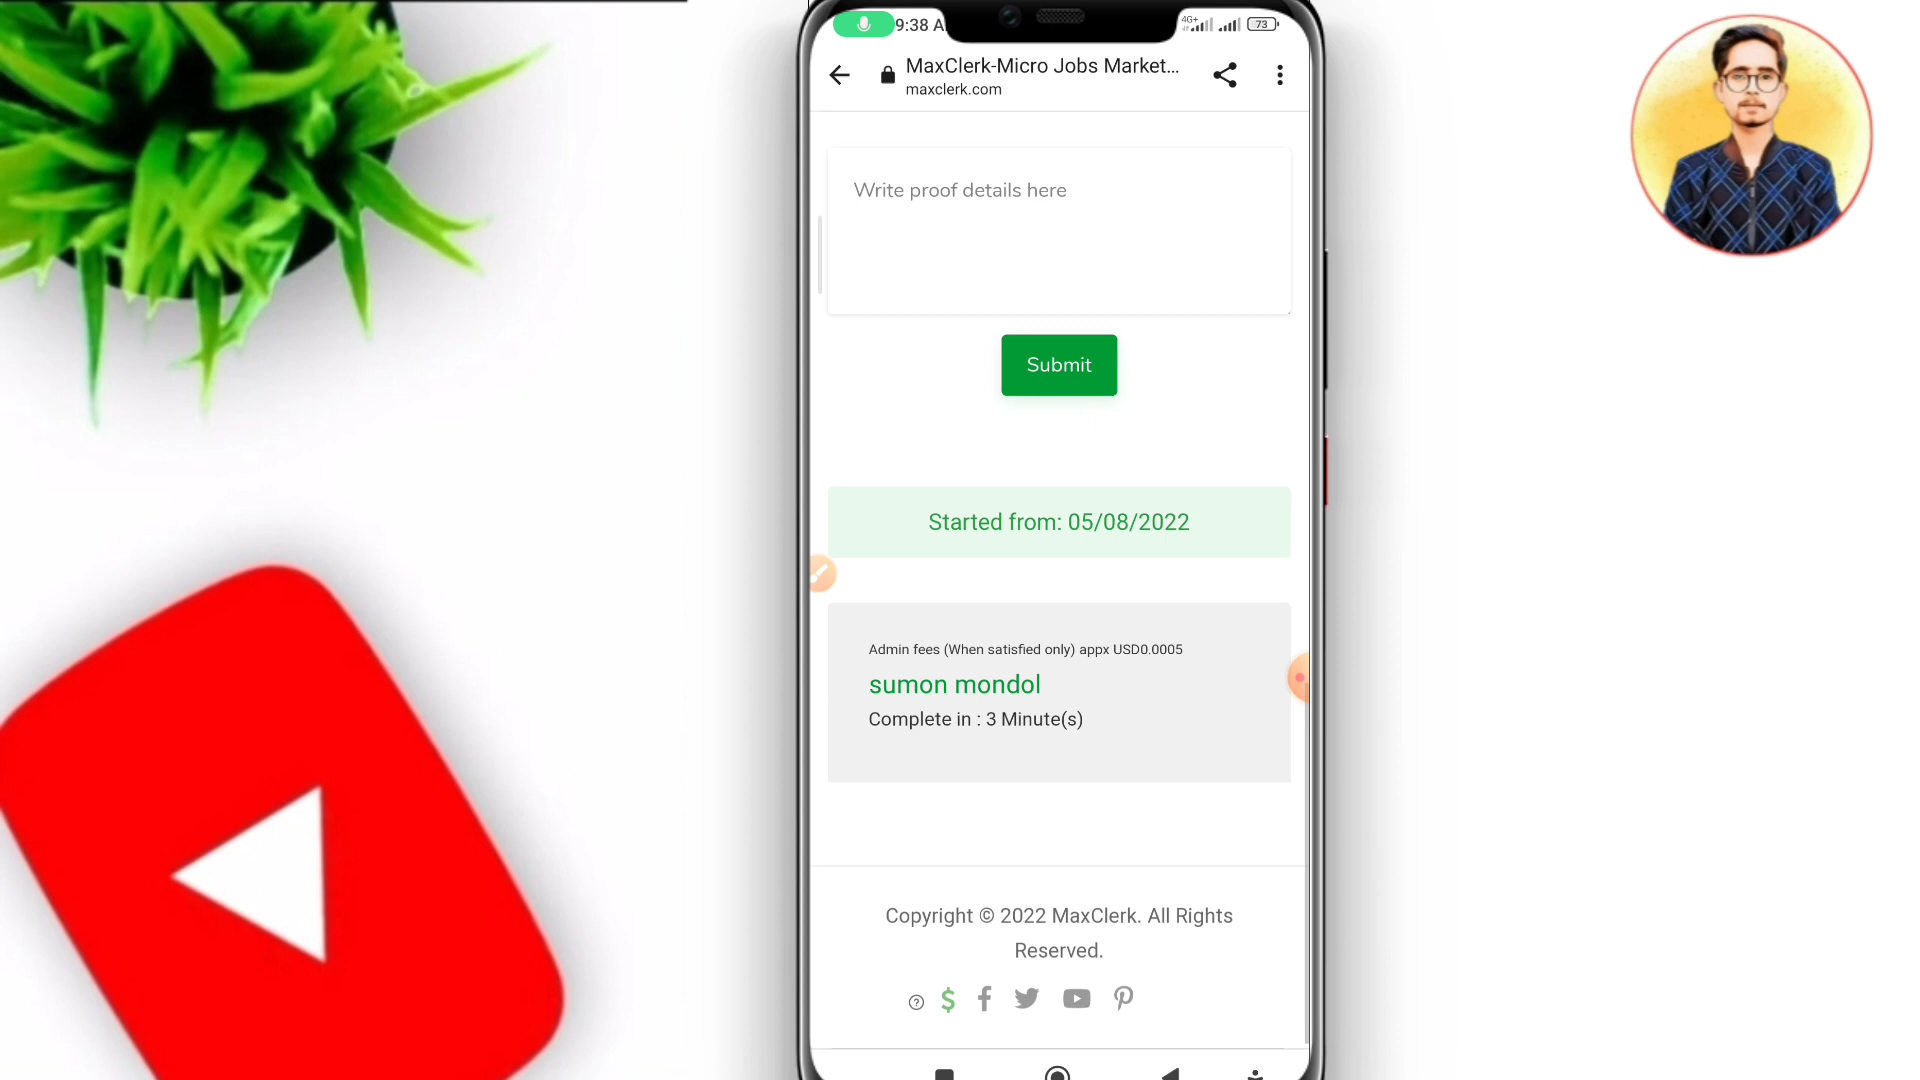 9:38 A
4G+
73
MaxClerk-Micro Jobs Market...
maxclerk.com
Write proof details here
Submit
Started from: 05/08/2022
Admin fees (When satisfied only) appx USD0.0005
sumon mondol
Complete in : 3 Minute(s)
Copyright © 2022 MaxClerk. All Rights
Reserved.